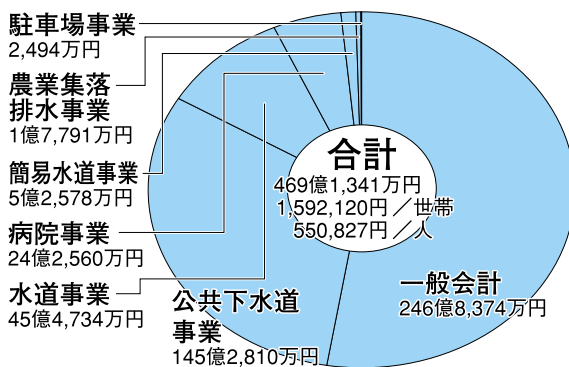 駐車場事業
2,494万円
農業集落
排水事業
1億7,791万円
簡易水道事業
5億2,578万円
病院事業
24億2,560万円
水道事業
45億4,734万円
公共下水道
事業
145億2,810万円
合計
469億1,341万円
1,592,120円／世帯
550,827円／人
一般会計
246億8,374万円